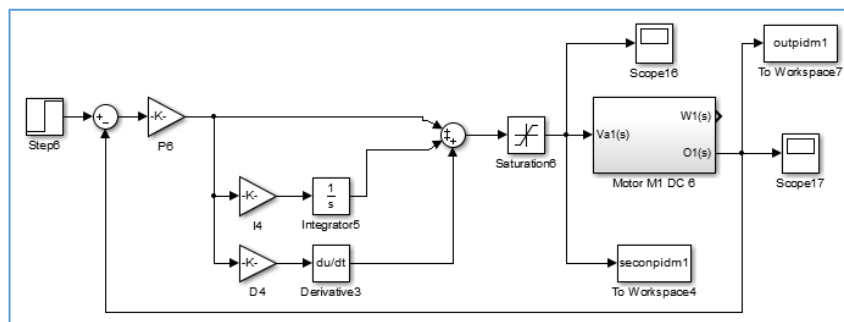 outpidm1
Scope16
To Workspace7
-K-
W1(s)
Va1(s)
Step6
P6
Saturation6
O1(s)
Motor M1 DC 6
Scope17
-K-
1
s
I4
Integrator5
-K-
du/dt
seconpidm1
D4
Derivative3
To Workspace4